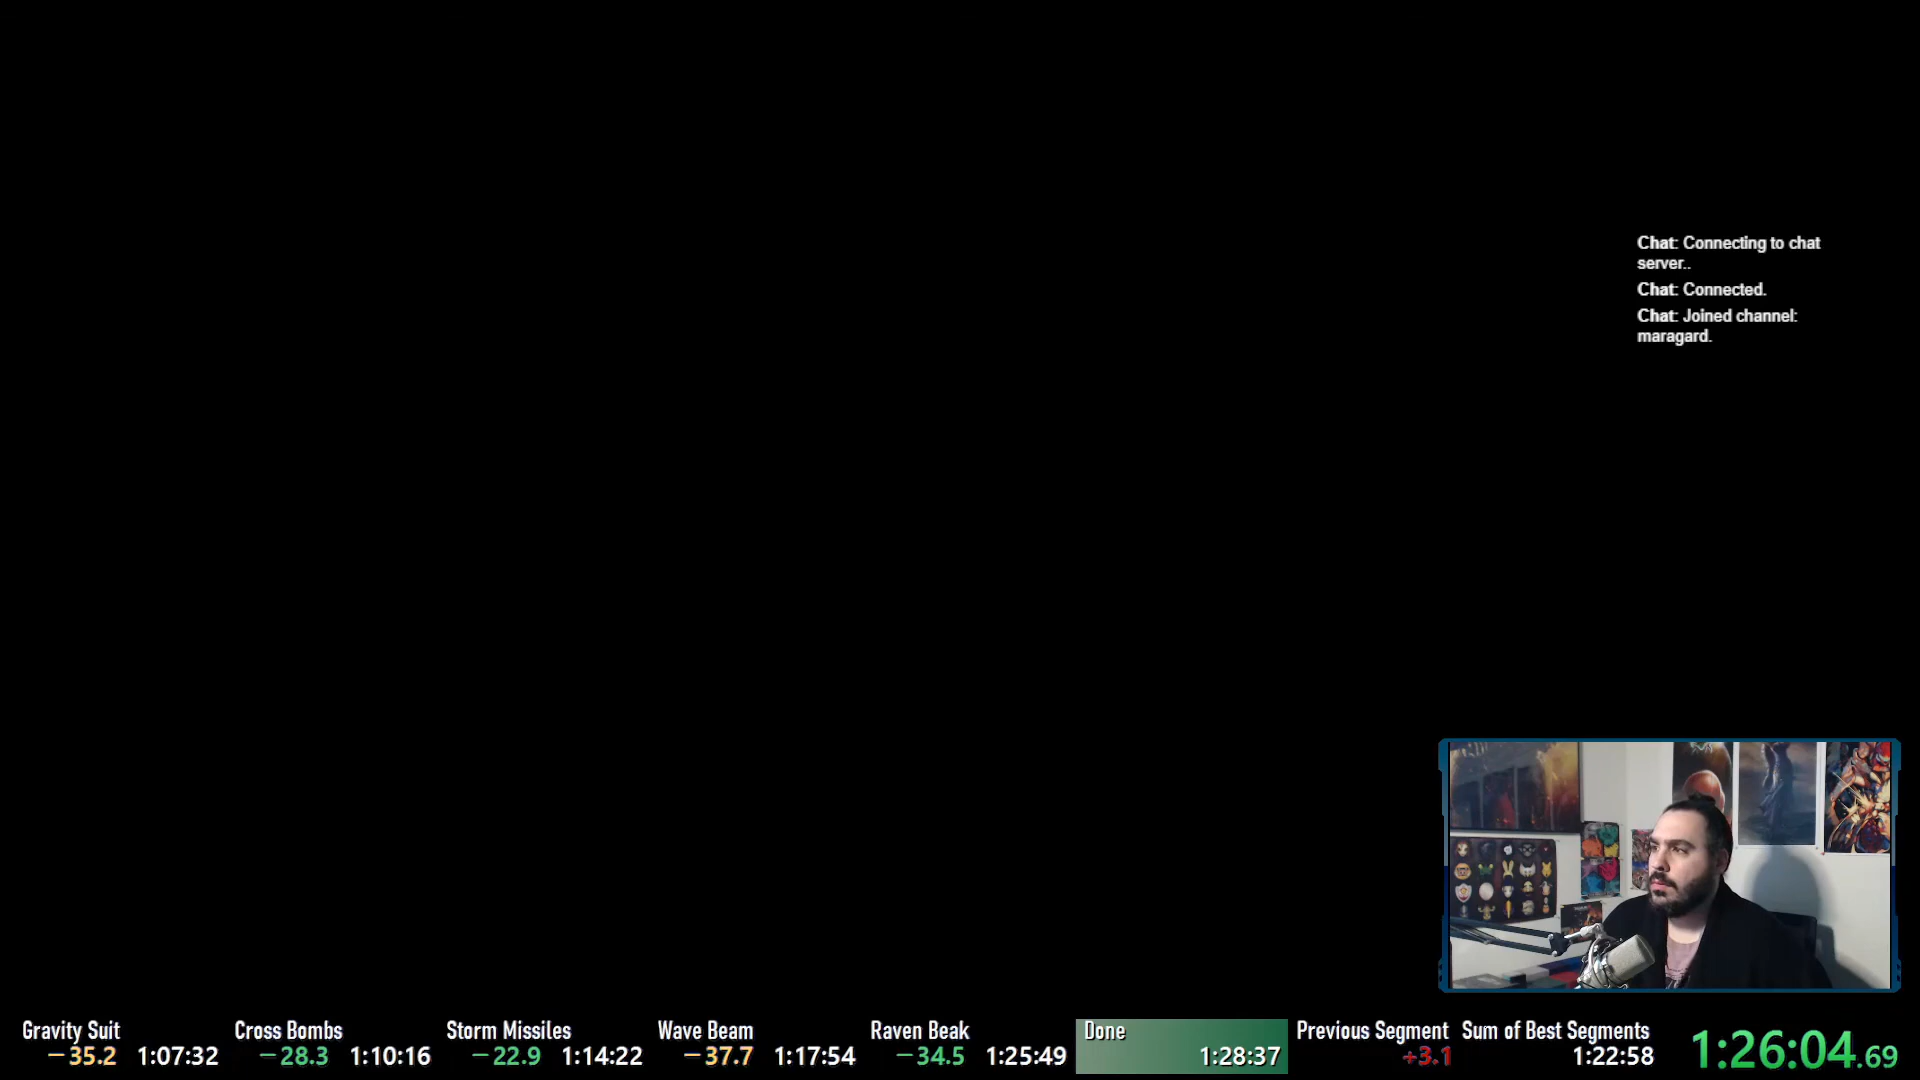 Chat: Connecting to chat
server..
Chat: Connected.
Chat: Joined channel:
maragard.
Gravity Suit
−35.2 1:07:32
Cross Bombs
−28.3 1:10:16
Storm Missiles
−22.9 1:14:22
Wave Beam
−37.7 1:17:54
Raven Beak
−34.5 1:25:49
Done
1:28:37
Previous Segment
+3.1
Sum of Best Segments
1:22:58
1:26:04.69